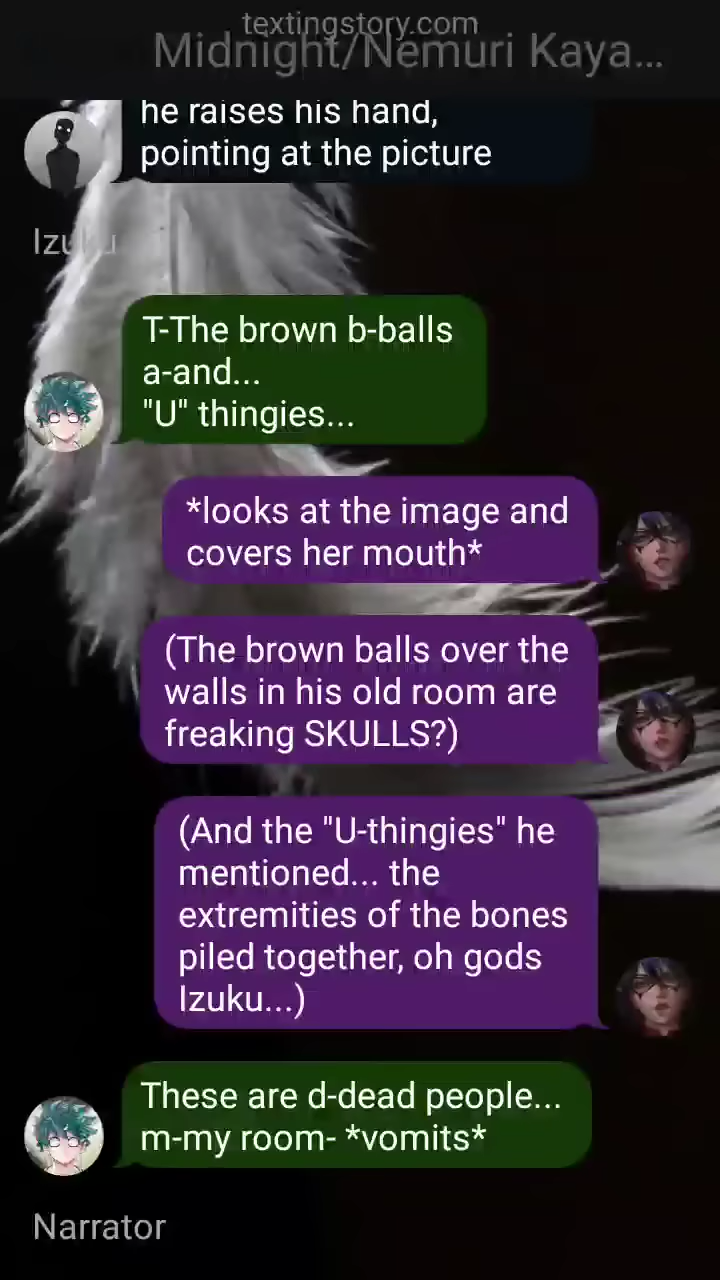 textingstory.com
Midnight/Nemuri Kaya...
he raises his hand,
pointing at the picture
Izuku
T-The brown b-balls
a-and...
"U" thingies...
*looks at the image and
covers her mouth*
(The brown balls over the
walls in his old room are
freaking SKULLS?)
(And the "U-thingies" he
mentioned... the
extremities of the bones
piled together, oh gods
Izuku...)
These are d-dead people...
m-my room- *vomits*
Narrator